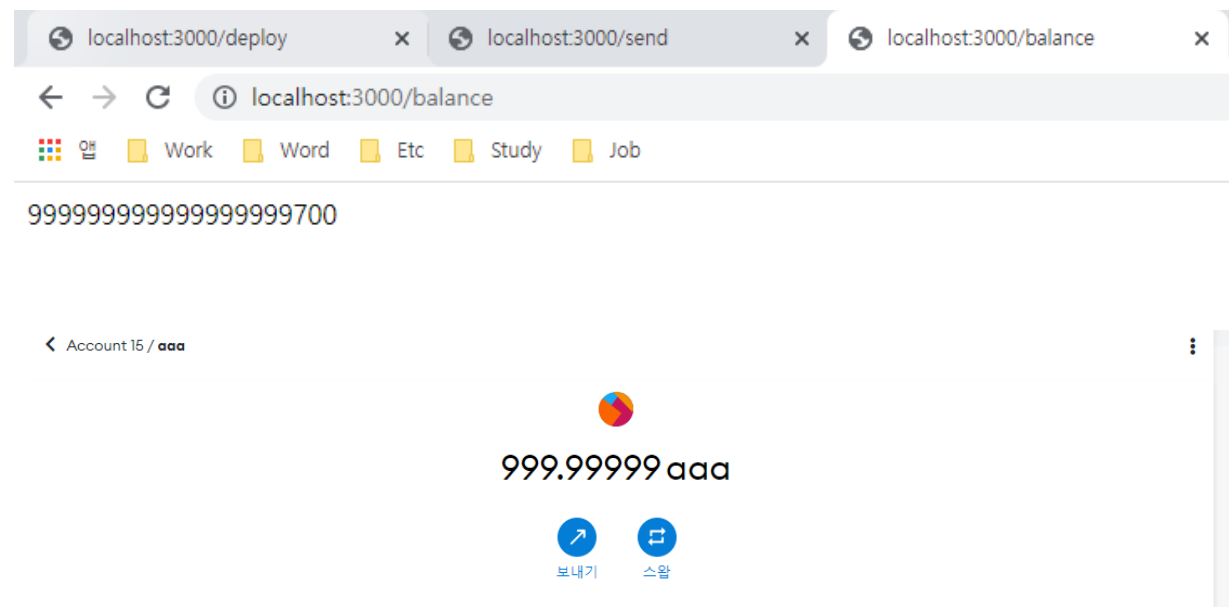 localhost:3000/deploy
localhost:3000/send
localhost:3000/balance
localhost:3000/balance
앱 Work Word Etc Study Job
999999999999999999700
Account 15 / aaa
999.99999 aaa
보내기 스왑